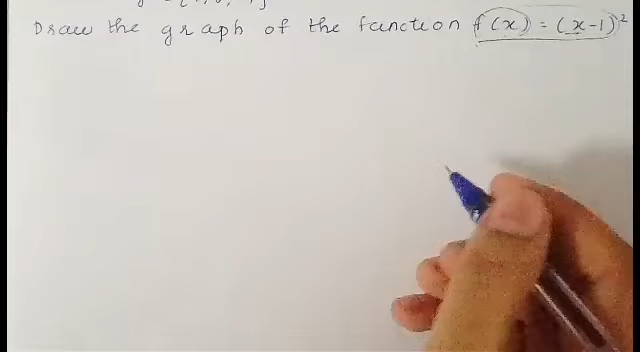 Draw the graph of the function f(x) = (x-1)²